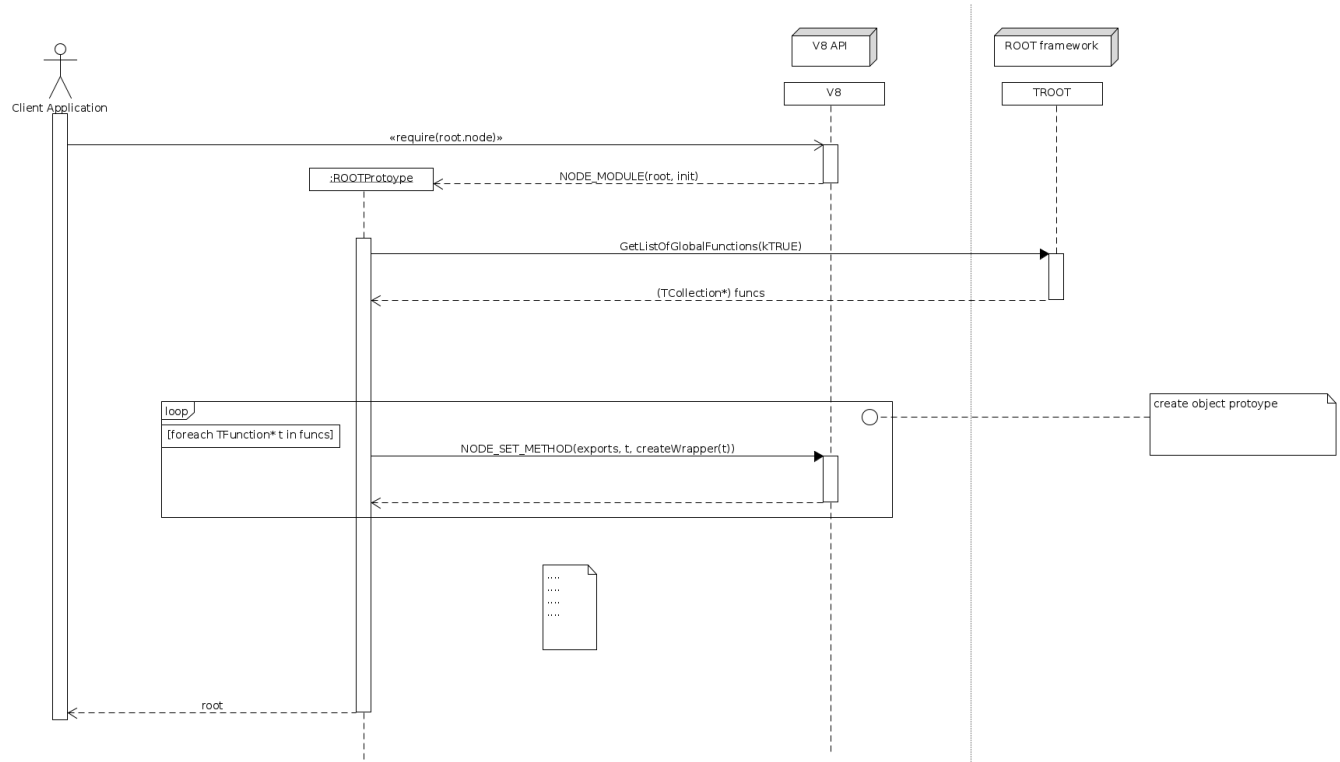 V8 API
ROOT framework
Client Application
V8
TROOT
«require(root.node)»
:ROOTProtoype
NODE_MODULE(root, init)
GetListOfGlobalFunctions(kTRUE)
(TCollection*) funcs
loop
create object protoype
[foreach TFunction* t in funcs]
NODE_SET_METHOD(exports, t, createWrapper(t))
....
....
....
....
root